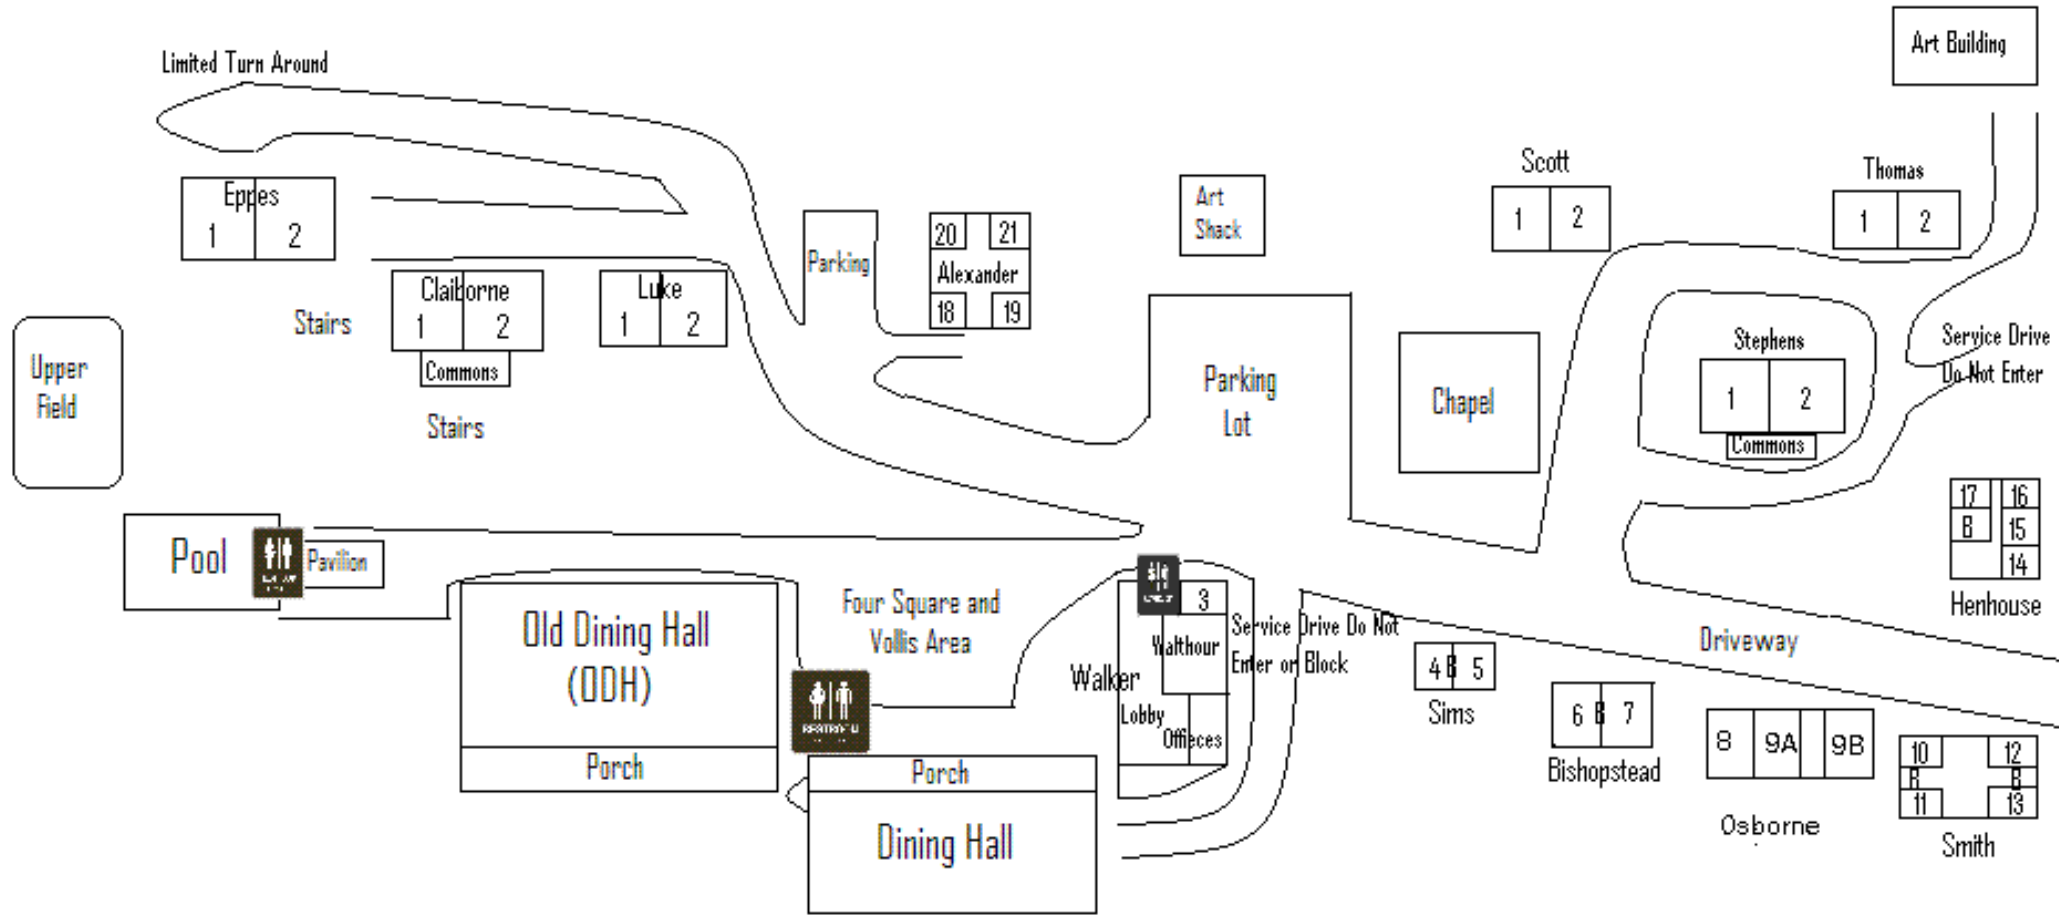 Limited Turn Around
Art Building
Eppes
1 2
Claiborne
1 2
Commons
Luke
1 2
Stairs
Stairs
Upper
Field
Parking
20 21
Alexander
18 19
Art
Shack
Parking
Lot
Chapel
Scott
1 2
Thomas
1 2
Stephens
1 2
Commons
Service Drive
Do Not Enter
17 16
B 15
14
Henhouse
Pool
Pavilion
Old Dining Hall
(ODH)
Porch
Four Square and
Vollis Area
RESTROOM
Porch
Dining Hall
3
Walthour
Walker
Lobby
Offieces
Service Drive Do Not
Enter or Block
Driveway
4 B 5
Sims
6 B 7
Bishopstead
8 9A 9B
Osborne
10 12
B B
11 13
Smith